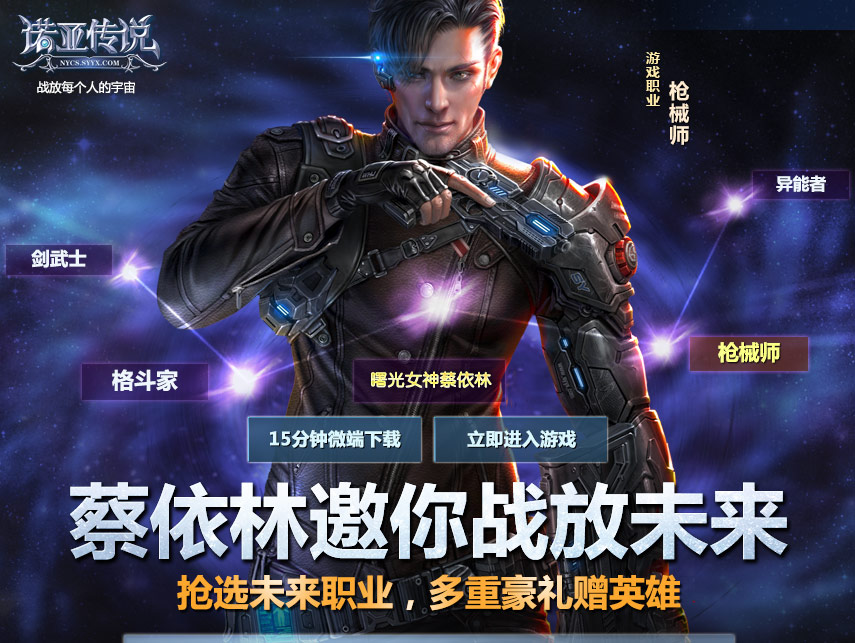 诺亚传说
NYCS.SYYX.COM
战放每个人的宇宙
游戏职业
枪械师
异能者
剑武士
枪械师
格斗家
曙光女神蔡依林
15分钟微端下载
立即进入游戏
蔡依林邀你战放未来
抢选未来职业，多重豪礼赠英雄